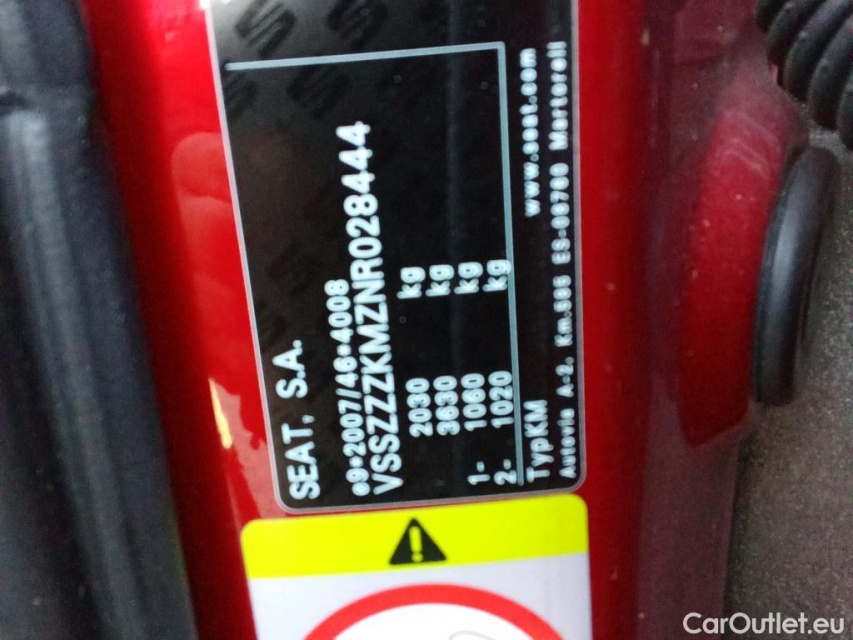 SEAT, S.A.
e9*2007/46*4008
VSSZZZKMZNR028444
2030 kg
3630 kg
1- 1060 kg
2- 1020 kg
TypKM www.seat.com
Autovia A-2, Km.585 ES-08760 Martorell
CarOutlet.eu